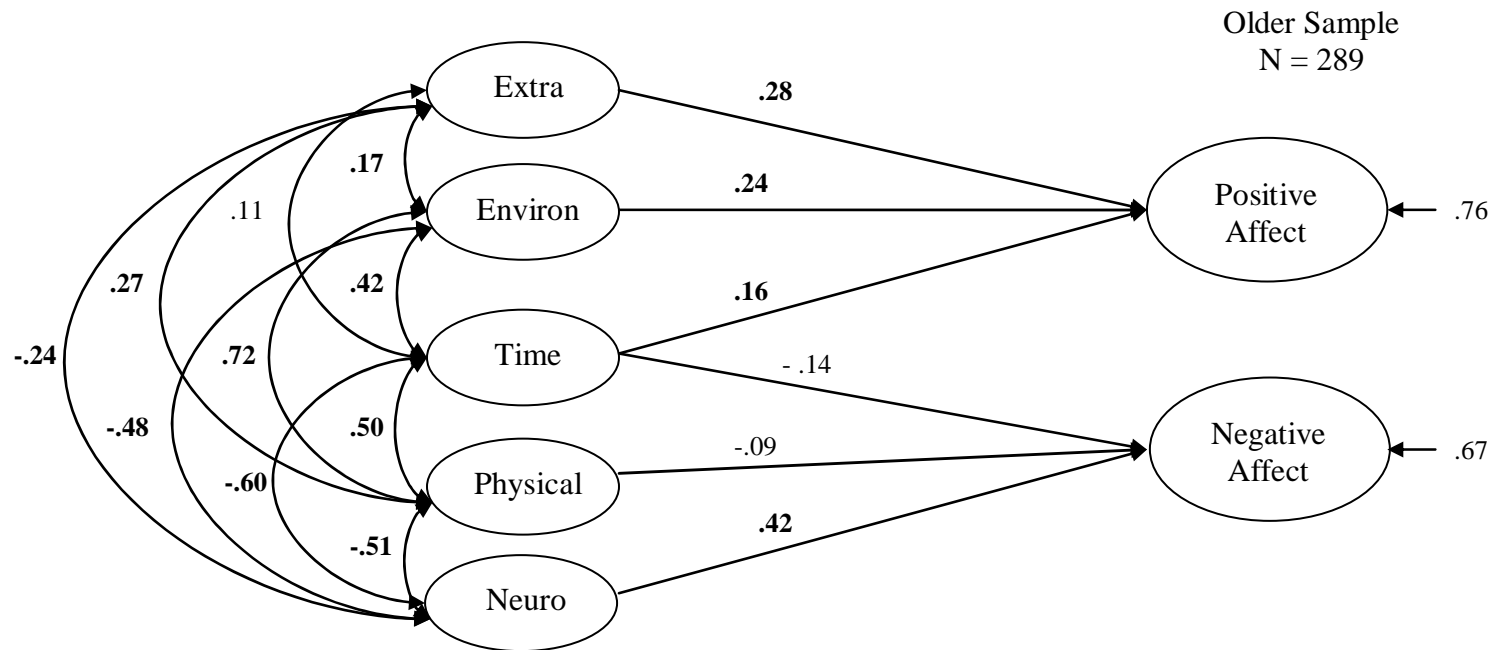 Older Sample
N = 289
Extra
.28
.17
Environ
.24
.11
Positive
Affect
.76
.27
.42
.16
-.24
.72
Time
- .14
-.48
.50
-.09
Negative
Affect
.67
-.60
Physical
.42
-.51
Neuro